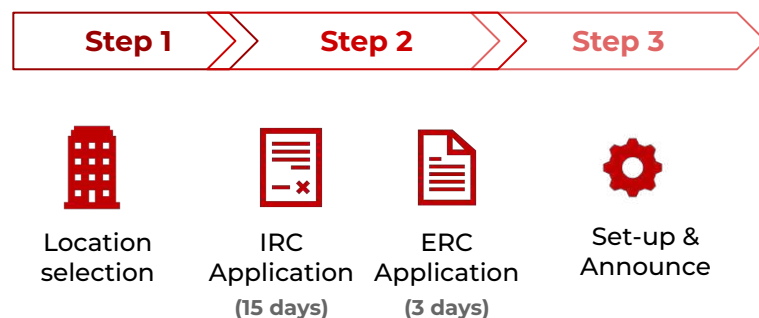 Step 1
Step 2
Step 3
Location
selection
IRC
Application
(15 days)
ERC
Application
(3 days)
Set-up &
Announce